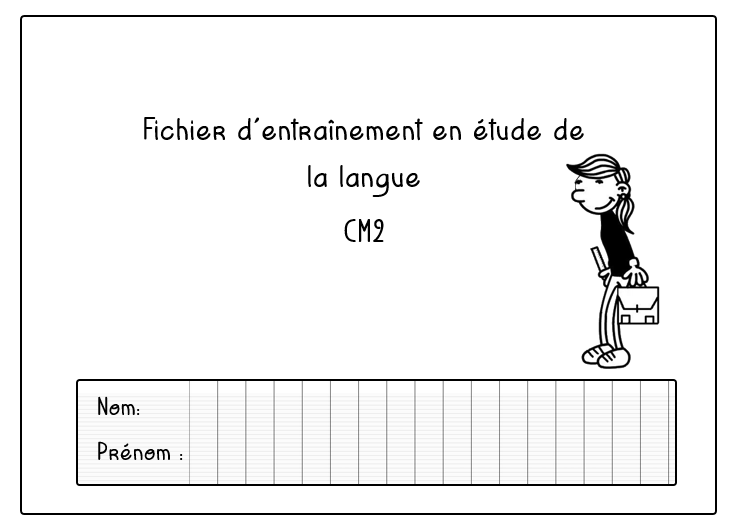 Fichier d'entraînement en étude de
la langue
CM2
Nom:
Prénom :